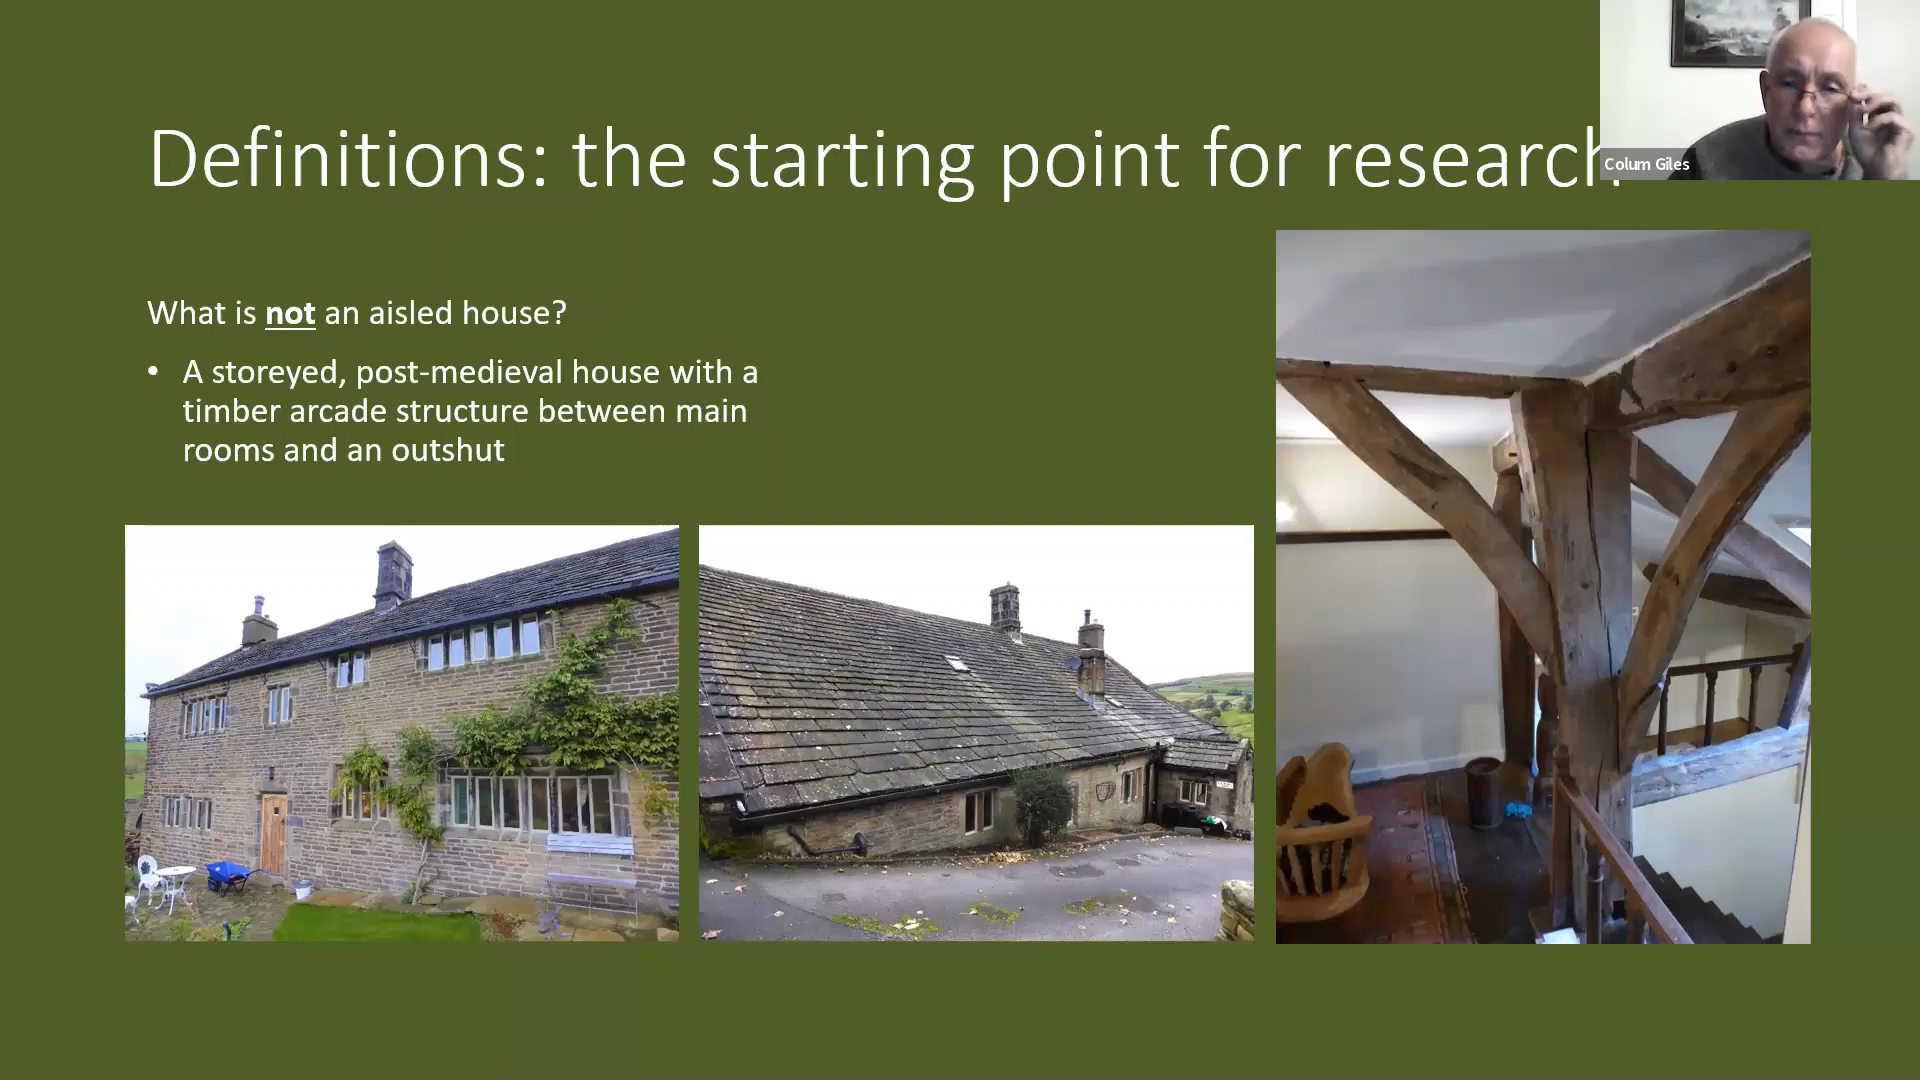 Definitions: the starting point for research
Colum Giles
What is not an aisled house?
• A storeyed, post-medieval house with a
timber arcade structure between main
rooms and an outshut